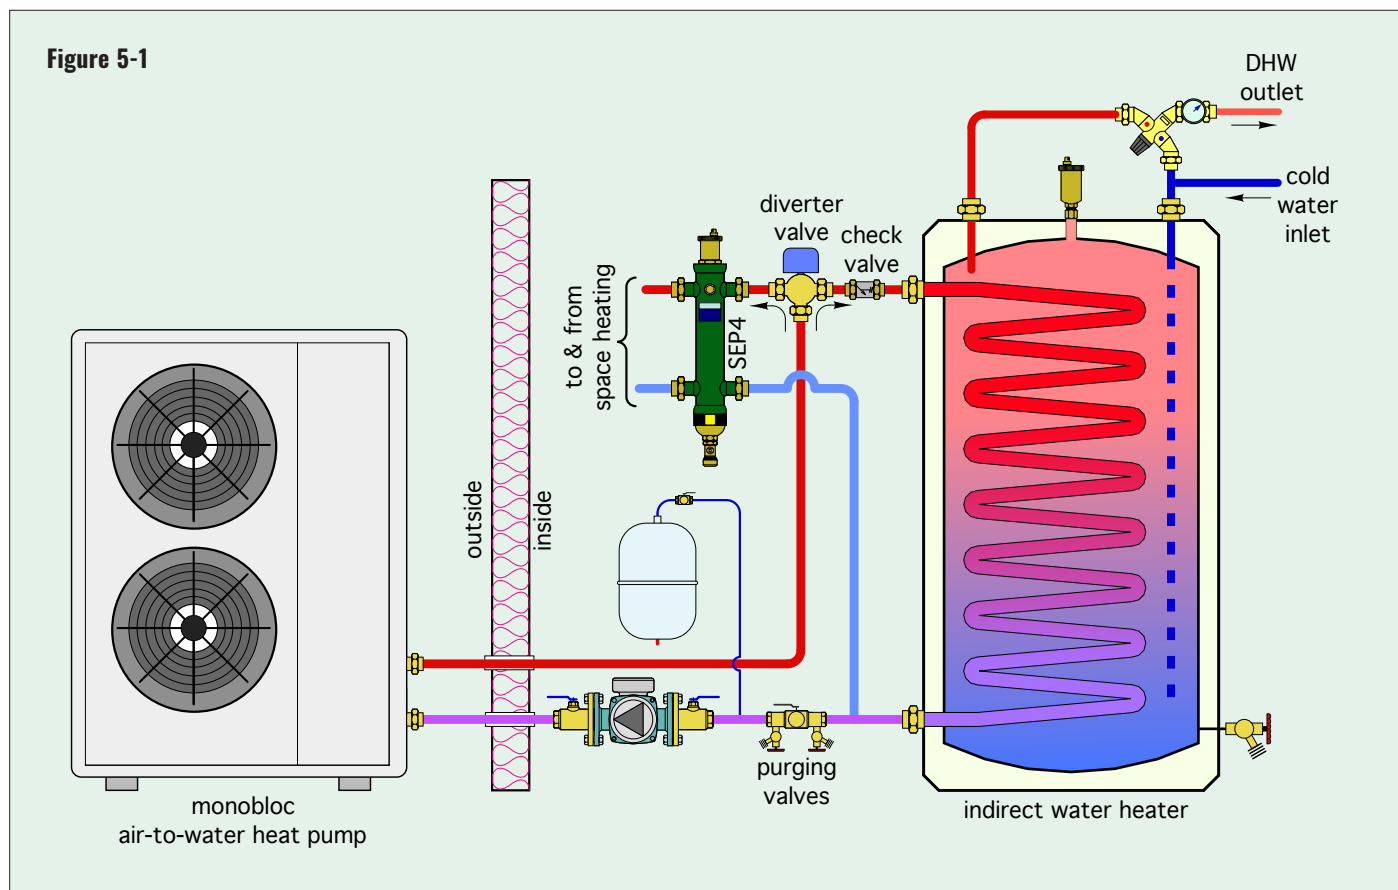 Figure 5-1
DHW
outlet
cold
water
inlet
diverter
valve
check
valve
to & from
space heating
SEP4
outside
inside
purging
valves
monobloc
air-to-water heat pump
indirect water heater